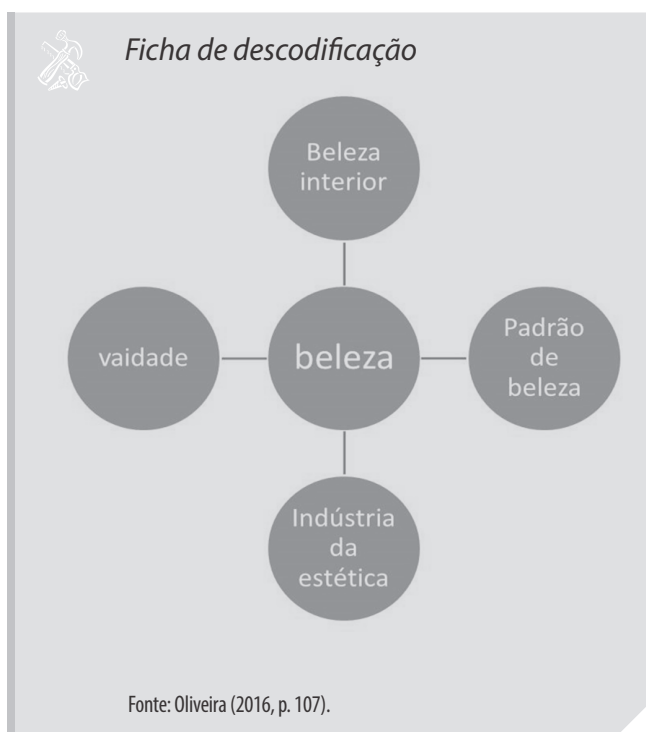 Ficha de descodificação
Beleza
interior
vaidade
beleza
Padrão
de
beleza
Indústria
da
estética
Fonte: Oliveira (2016, p. 107).